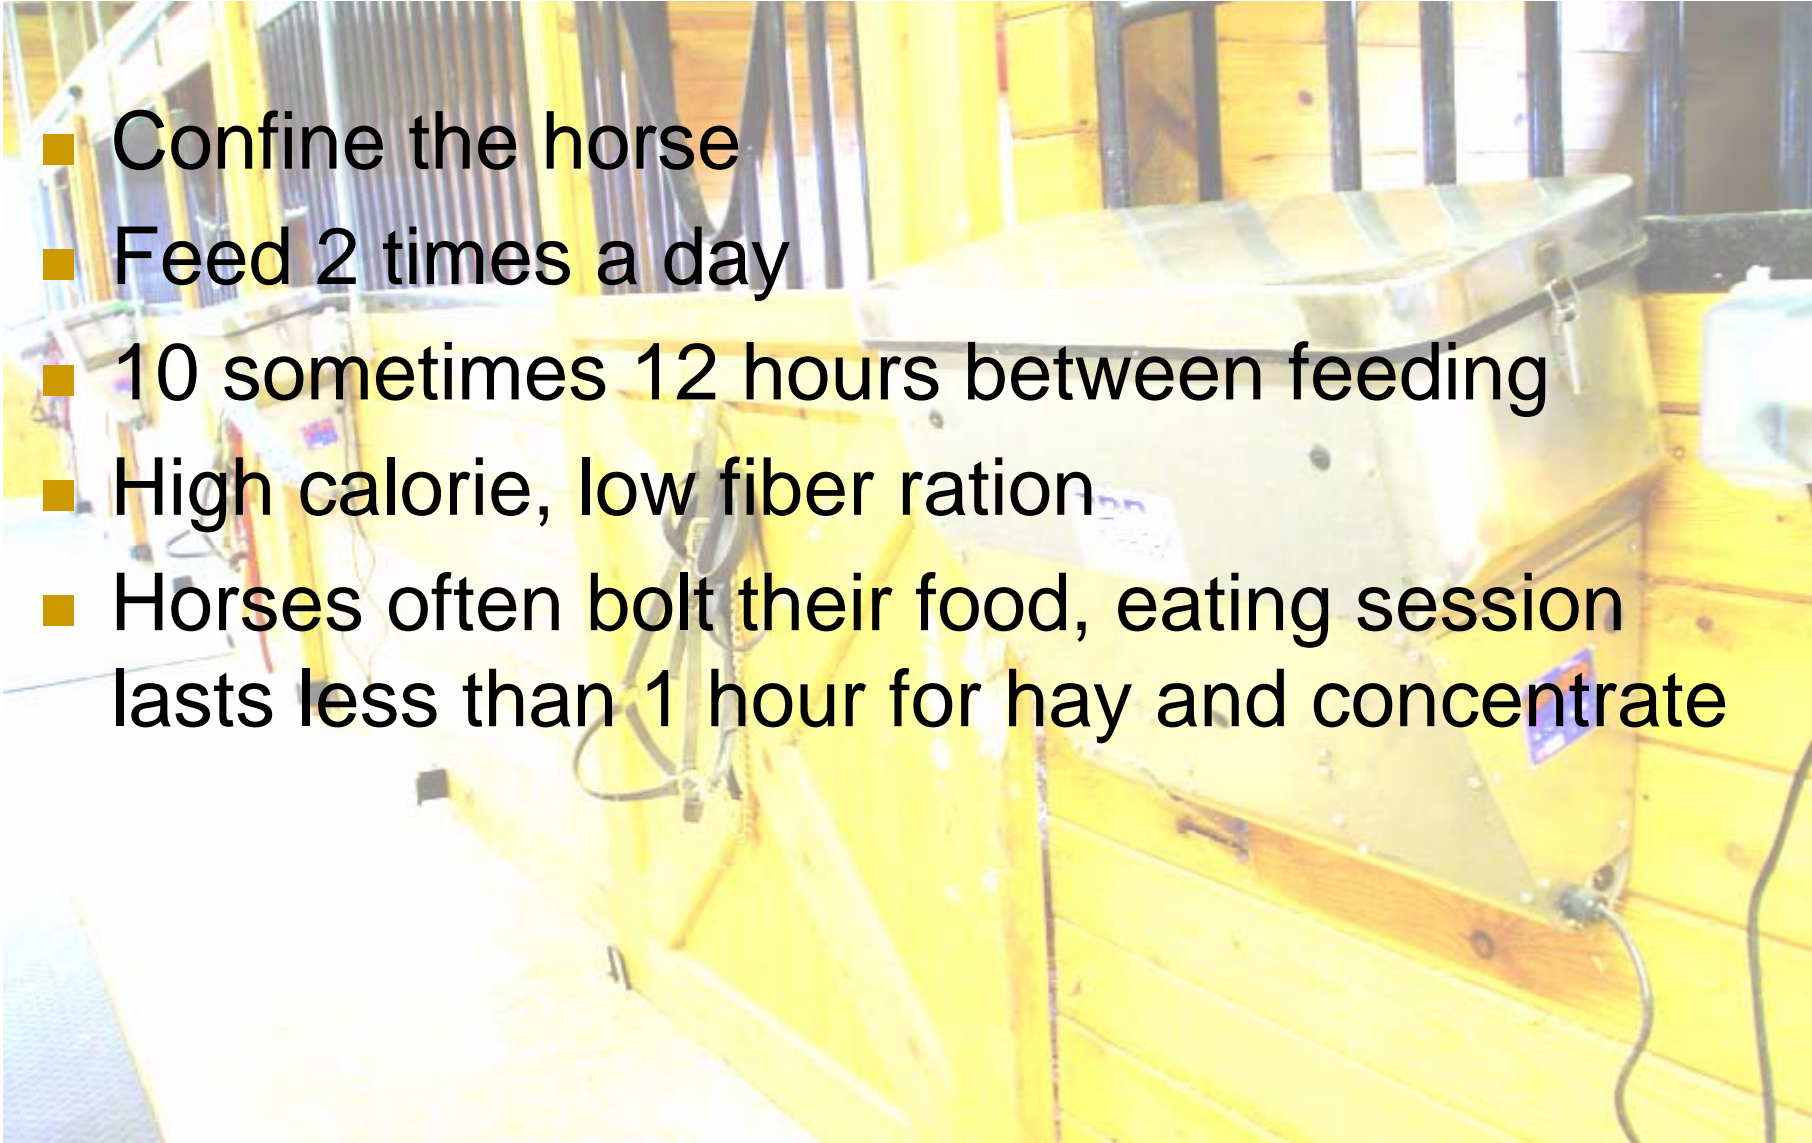 Confine the horse
Feed 2 times a day
10 sometimes 12 hours between feeding
High calorie, low fiber ration
Horses often bolt their food, eating session
lasts less than 1 hour for hay and concentrate